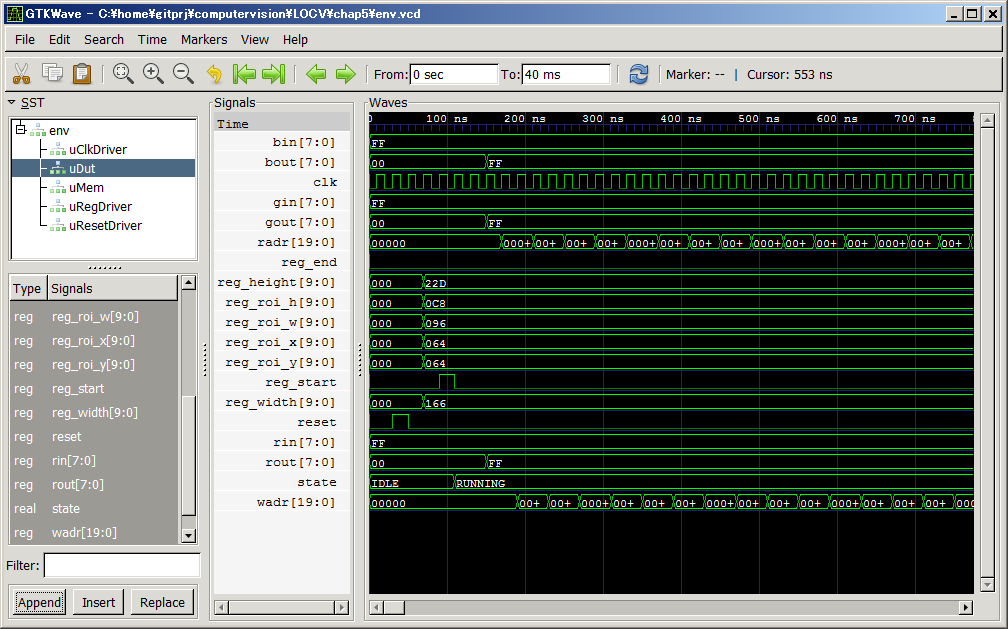 GTKWave - C:¥home¥gitprj¥computervision¥LOCV¥chap5¥env.vcd
File Edit Search Time Markers View Help
From: 0 sec To: 40 ms Marker: -- | Cursor: 553 ns
SST
env
uClkDriver
uDut
uMem
uRegDriver
uResetDriver
Type Signals
reg reg_roi_w[9:0]
reg reg_roi_x[9:0]
reg reg_roi_y[9:0]
reg reg_start
reg reg_width[9:0]
reg reset
reg rin[7:0]
reg rout[7:0]
real state
reg wadr[19:0]
Filter:
Append Insert Replace
Signals
Time
bin[7:0]
bout[7:0]
clk
gin[7:0]
gout[7:0]
radr[19:0]
reg_end
reg_height[9:0]
reg_roi_h[9:0]
reg_roi_w[9:0]
reg_roi_x[9:0]
reg_roi_y[9:0]
reg_start
reg_width[9:0]
reset
rin[7:0]
rout[7:0]
state
wadr[19:0]
Waves
0 100 ns 200 ns 300 ns 400 ns 500 ns 600 ns 700 ns
FF
00 FF
FF
00 FF
00000 000+ 00+ 00+ 00+ 000+ 00+ 00+ 00+ 000+ 00+ 00+ 00+ 000+ 00+ 00+
000 22D
000 0C8
000 096
000 064
000 064
000 166
FF
00 FF
IDLE RUNNING
00000 00+ 00+ 000+ 00+ 00+ 00+ 000+ 00+ 00+ 00+ 000+ 00+ 00+ 00+ 000